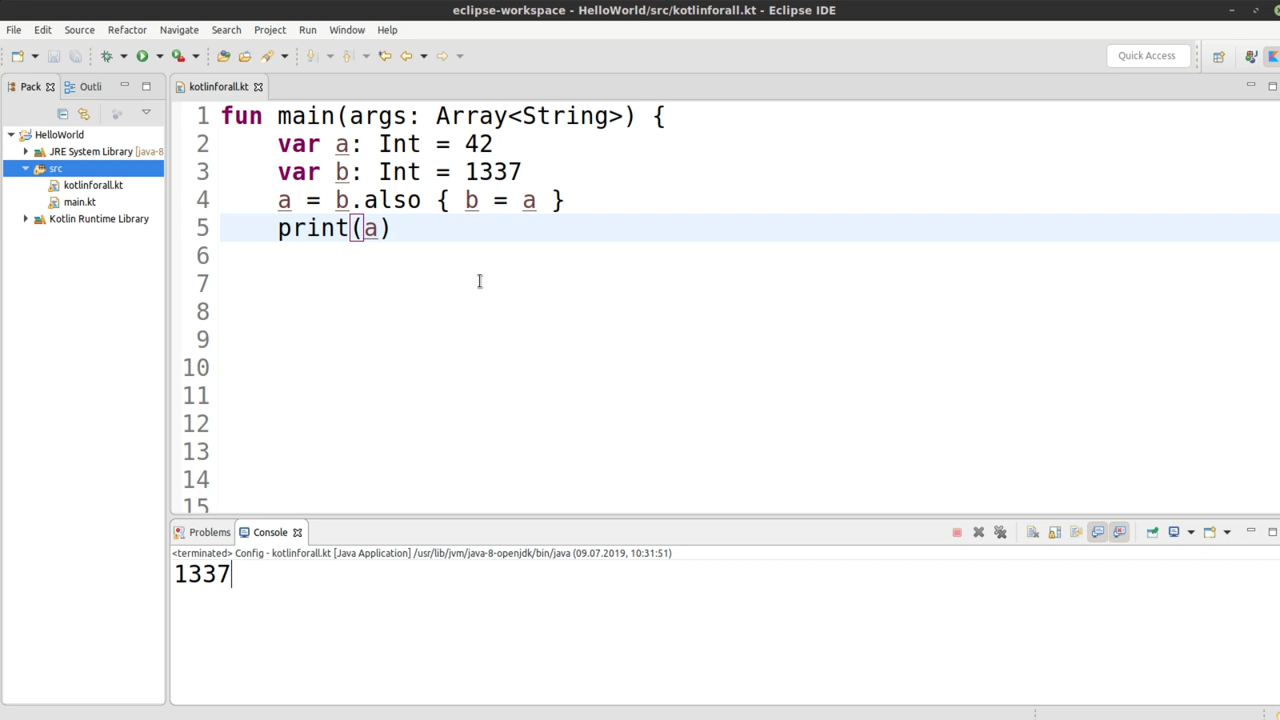 eclipse-workspace - HelloWorld/src/kotlinforall.kt - Eclipse IDE
File Edit Source Refactor Navigate Search Project Run Window Help
Quick Access
Pack Outli
kotlinforall.kt
HelloWorld
JRE System Library [java-8
src
kotlinforall.kt
main.kt
Kotlin Runtime Library
1 fun main(args: Array<String>) {
2 var a: Int = 42
3 var b: Int = 1337
4 a = b.also { b = a }
5 print(a)
6
7
8
9
10
11
12
13
14
15
Problems Console
<terminated> Config - kotlinforall.kt [Java Application] /usr/lib/jvm/java-8-openjdk/bin/java (09.07.2019, 10:31:51)
1337